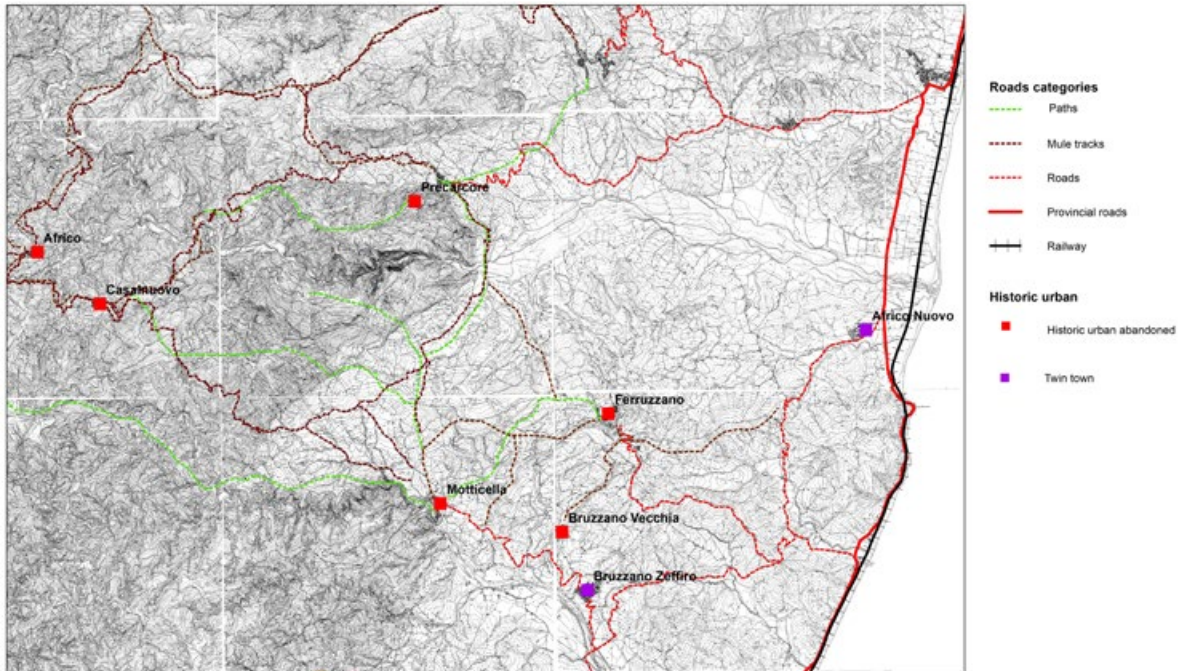 Precarcore
Africo
Casalnuovo
Africo Nuovo
Ferruzzano
Motticella
Bruzzano Vecchia
Bruzzano Zeffiro
Roads categories
Paths
Mule tracks
Roads
Provincial roads
Railway
Historic urban
Historic urban abandoned
Twin town